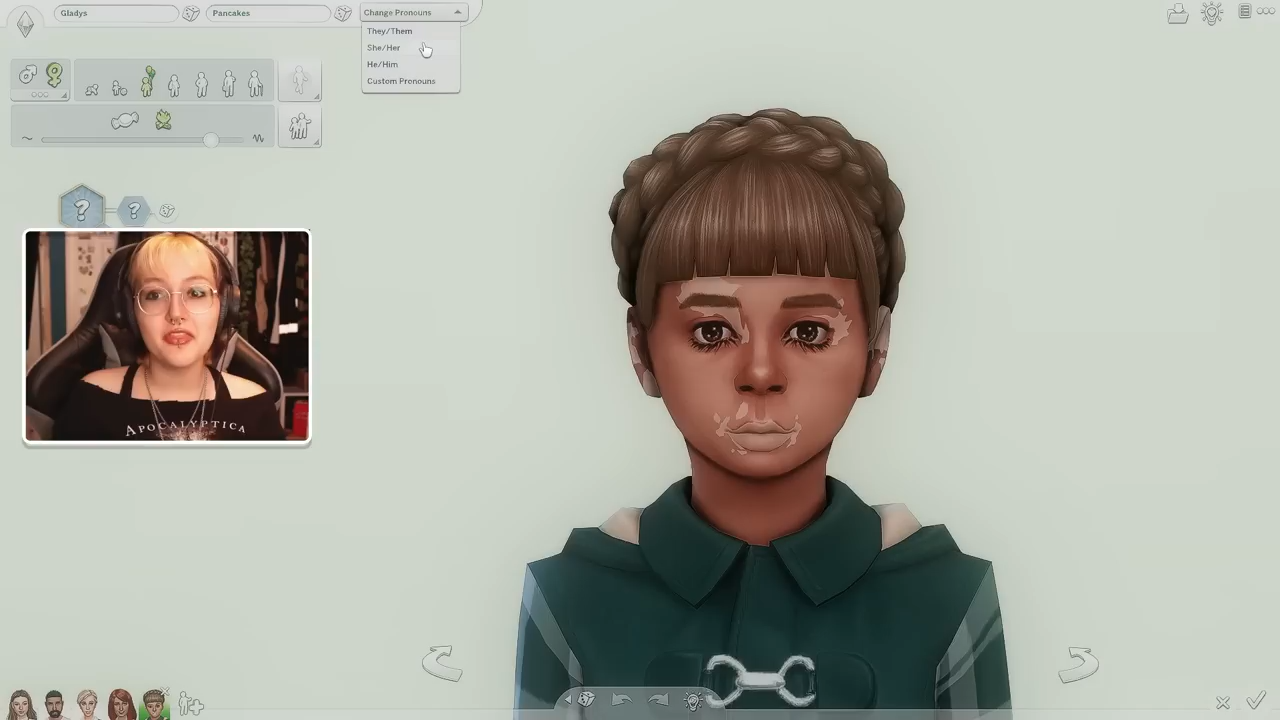 Gladys
Pancakes
Change Pronouns
They/Them
She/Her
He/Him
Custom Pronouns
?
?
APOCALYPTICA